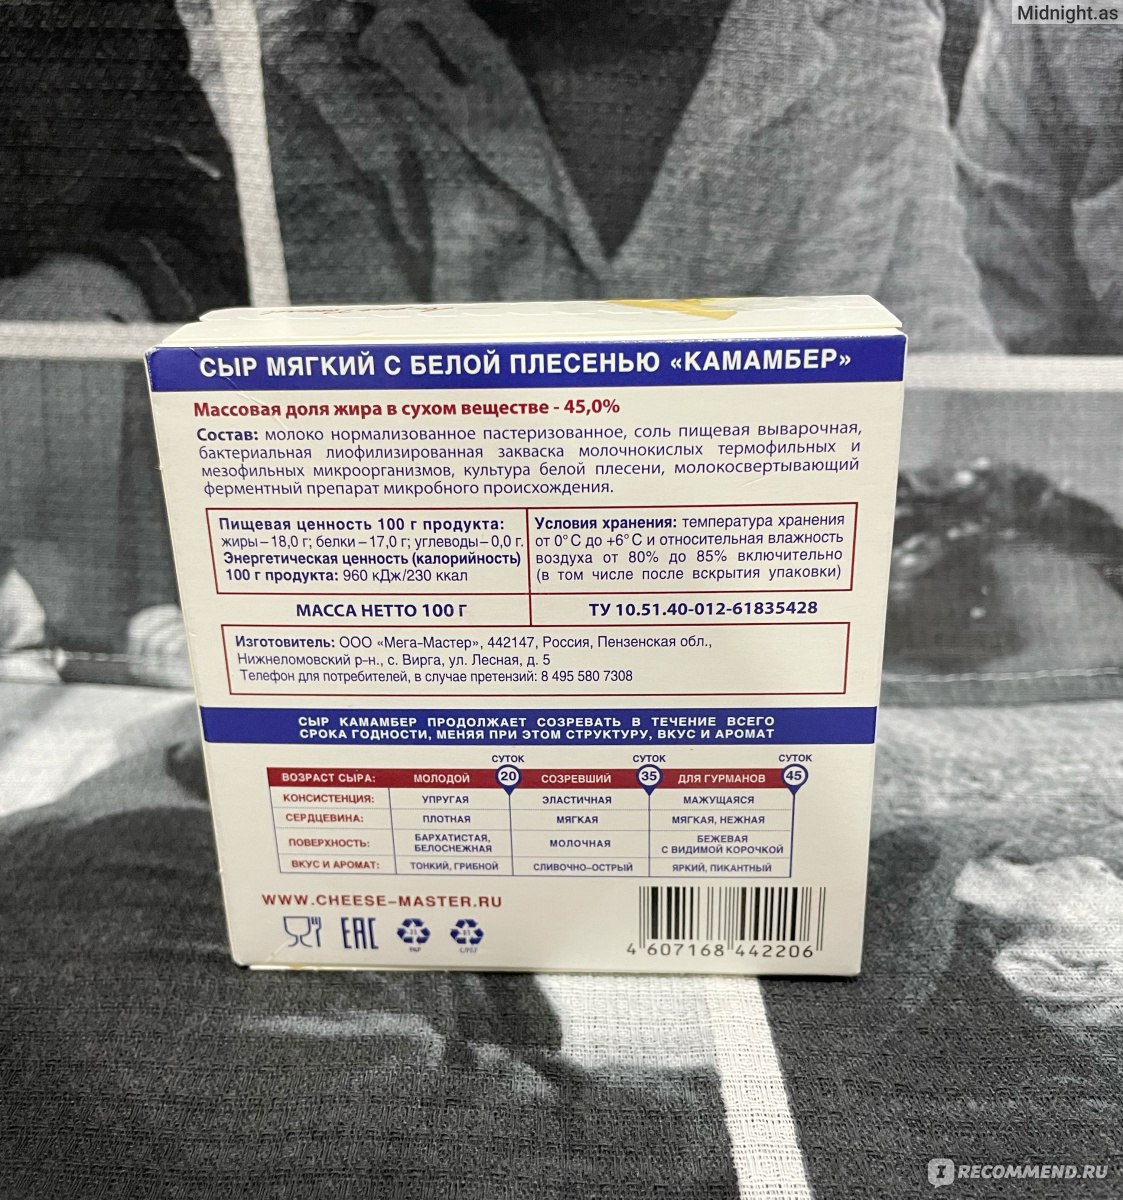 Midnight.as
СЫР МЯГКИЙ С БЕЛОЙ ПЛЕСЕНЬЮ «КАМАМБЕР»
Массовая доля жира в сухом веществе - 45,0%
Состав: молоко нормализованное пастеризованное, соль пищевая выварочная,
бактериальная лиофилизированная закваска молочнокислых термофильных и
мезофильных микроорганизмов, культура белой плесени, молокосвертывающий
ферментный препарат микробного происхождения.
Пищевая ценность 100 г продукта:
жиры – 18,0 г; белки – 17,0 г; углеводы – 0,0 г.
Энергетическая ценность (калорийность)
100 г продукта: 960 кДж/230 ккал
Условия хранения: температура хранения
от 0°С до +6°С и относительная влажность
воздуха от 80% до 85% включительно
(в том числе после вскрытия упаковки)
МАССА НЕТТО 100 Г
ТУ 10.51.40-012-61835428
Изготовитель: ООО «Мега-Мастер», 442147, Россия, Пензенская обл.,
Нижнеломовский р-н., с. Вирга, ул. Лесная, д. 5
Телефон для потребителей, в случае претензий: 8 495 580 7308
СЫР КАМАМБЕР ПРОДОЛЖАЕТ СОЗРЕВАТЬ В ТЕЧЕНИЕ ВСЕГО
СРОКА ГОДНОСТИ, МЕНЯЯ ПРИ ЭТОМ СТРУКТУРУ, ВКУС И АРОМАТ
СУТОК СУТОК СУТОК
ВОЗРАСТ СЫРА: МОЛОДОЙ 20 СОЗРЕВШИЙ 35 ДЛЯ ГУРМАНОВ 45
КОНСИСТЕНЦИЯ: УПРУГАЯ ЭЛАСТИЧНАЯ МАЖУЩАЯСЯ
СЕРДЦЕВИНА: ПЛОТНАЯ МЯГКАЯ МЯГКАЯ, НЕЖНАЯ
ПОВЕРХНОСТЬ: БАРХАТИСТАЯ, БЕЛОСНЕЖНАЯ МОЛОЧНАЯ БЕЖЕВАЯ С ВИДИМОЙ КОРОЧКОЙ
ВКУС И АРОМАТ: ТОНКИЙ, ГРИБНОЙ СЛИВОЧНО-ОСТРЫЙ ЯРКИЙ, ПИКАНТНЫЙ
WWW.CHEESE-MASTER.RU
EAC
4 607168 442206
IRECOMMEND.RU